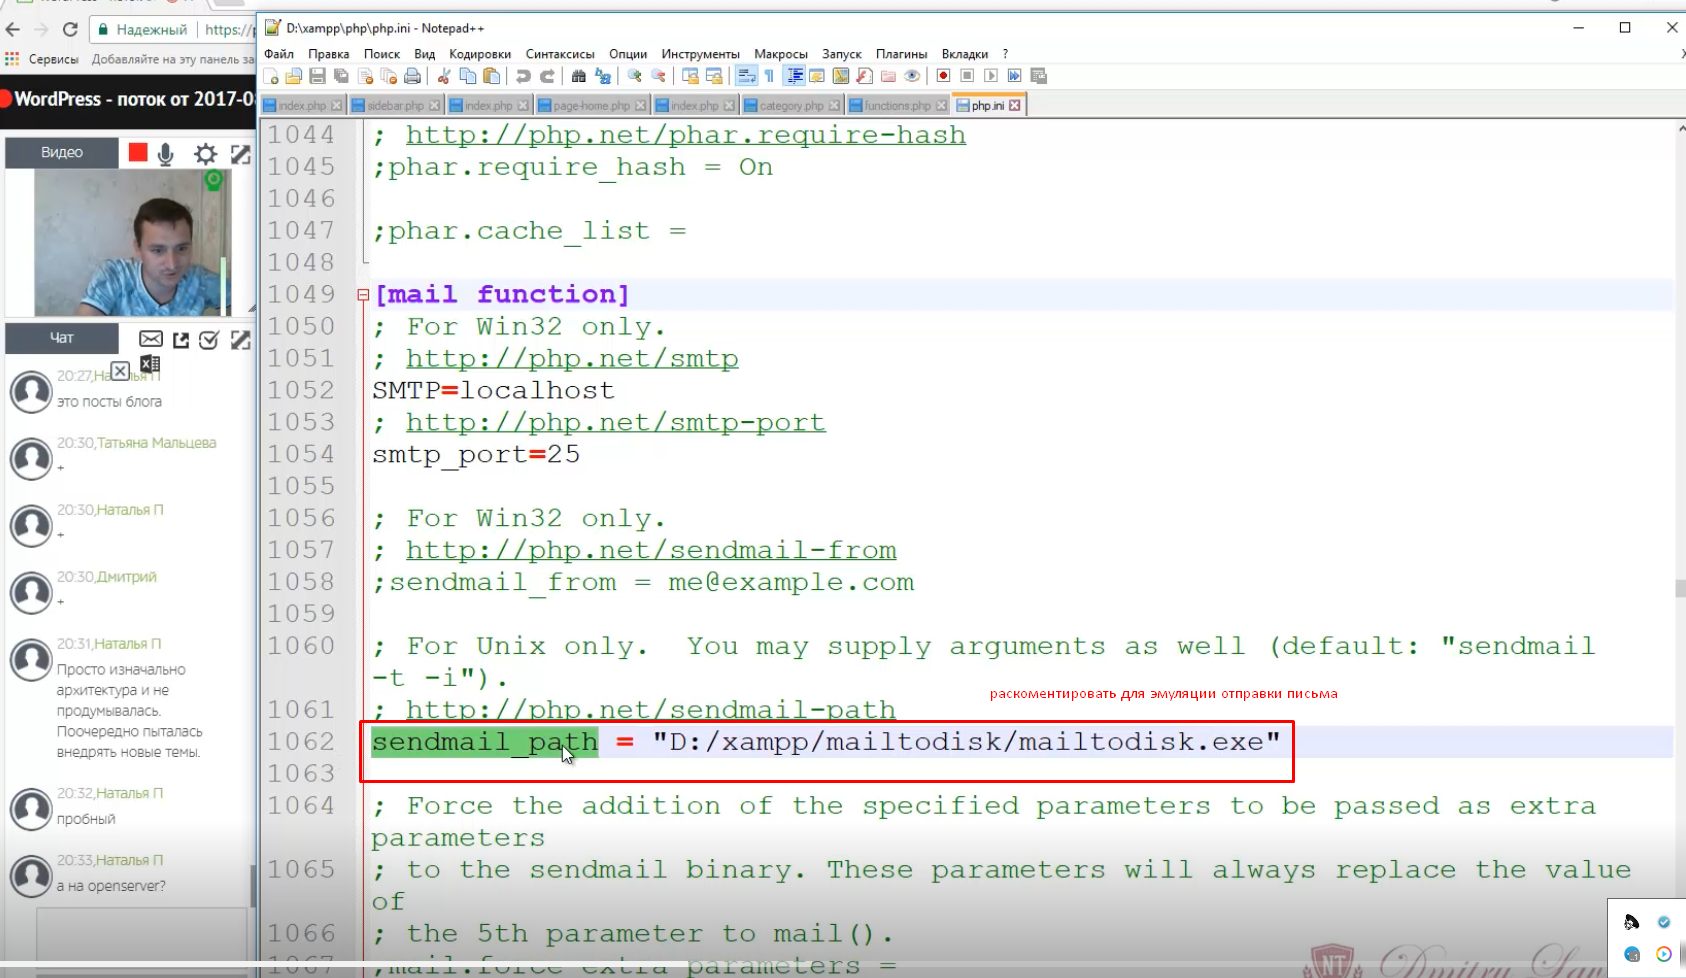 D:\xampp\php\php.ini - Notepad++
Надежный
https://
Файл Правка Поиск Вид Кодировки Синтаксисы Опции Инструменты Макросы Запуск Плагины Вкладки ?
Сервисы Добавляйте на эту панель за
WordPress - поток от 2017-0
index.php sidebar.php index.php page-home.php index.php category.php functions.php php.ini
Видео
Чат
20:27,Наталья П
это посты блога
20:30,Татьяна Мальцева
+
20:30,Наталья П
+
20:30,Дмитрий
+
20:31,Наталья П
Просто изначально
архитектура и не
продумывалась.
Поочередно пыталась
внедрять новые темы.
20:32,Наталья П
пробный
20:33,Наталья П
а на openserver?
1044 ; http://php.net/phar.require-hash
1045 ;phar.require_hash = On
1046
1047 ;phar.cache_list =
1048
1049 [mail function]
1050 ; For Win32 only.
1051 ; http://php.net/smtp
1052 SMTP=localhost
1053 ; http://php.net/smtp-port
1054 smtp_port=25
1055
1056 ; For Win32 only.
1057 ; http://php.net/sendmail-from
1058 ;sendmail_from = me@example.com
1059
1060 ; For Unix only.  You may supply arguments as well (default: "sendmail
-t -i").
раскоментировать для эмуляции отправки письма
1061 ; http://php.net/sendmail-path
1062 sendmail_path = "D:/xampp/mailtodisk/mailtodisk.exe"
1063
1064 ; Force the addition of the specified parameters to be passed as extra
parameters
1065 ; to the sendmail binary. These parameters will always replace the value
of
1066 ; the 5th parameter to mail().
1067 ;mail.force_extra_parameters =
NT